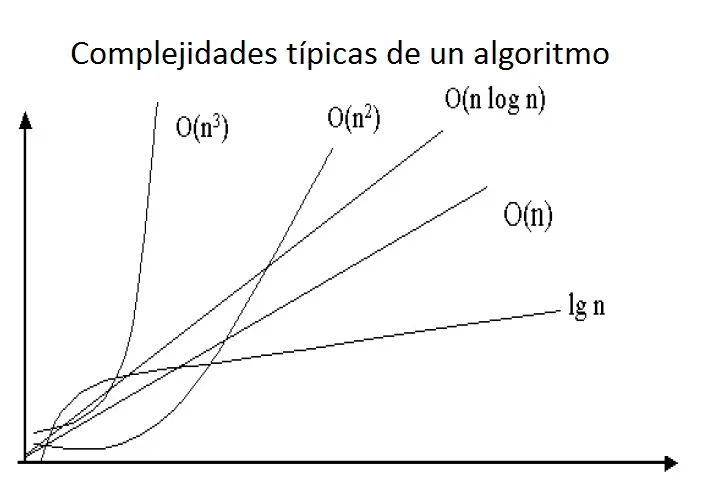 Complejidades típicas de un algoritmo
O(n³)
O(n²)
O(n log n)
O(n)
lg n